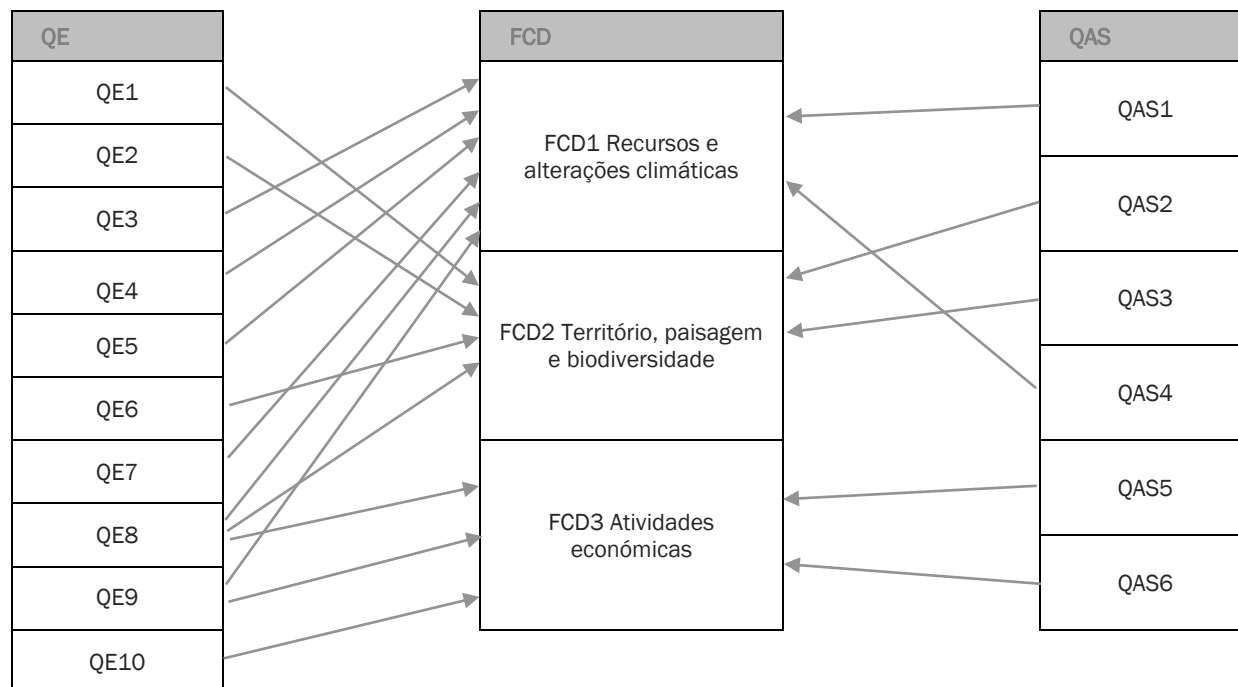 QE
QE1
QE2
QE3
QE4
QE5
QE6
QE7
QE8
QE9
QE10
FCD
FCD1 Recursos e
alterações climáticas
FCD2 Território, paisagem
e biodiversidade
FCD3 Atividades
económicas
QAS
QAS1
QAS2
QAS3
QAS4
QAS5
QAS6